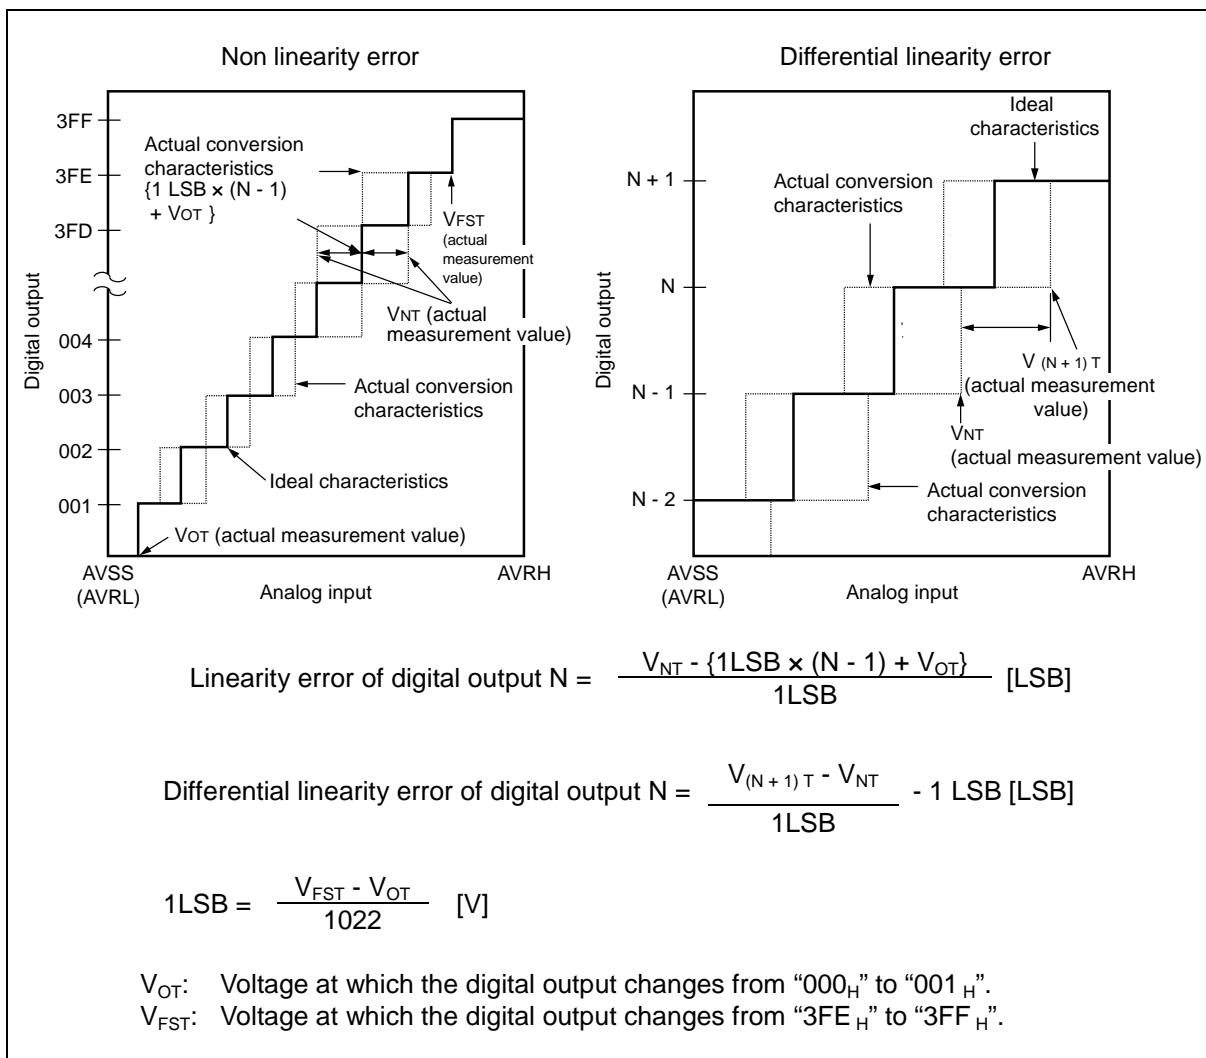 Non linearity error
3FF
3FE
3FD
004
003
002
001
Digital output
Actual conversion
characteristics
{1 LSB × (N - 1)
+ VOT }
VFST
(actual
measurement
value)
VNT (actual
measurement value)
Actual conversion
characteristics
Ideal characteristics
VOT (actual measurement value)
AVSS
(AVRL)
Analog input
AVRH
Differential linearity error
N + 1
N
N - 1
N - 2
Digital output
Ideal
characteristics
Actual conversion
characteristics
V (N + 1) T
(actual measurement
value)
VNT
(actual measurement value)
Actual conversion
characteristics
AVSS
(AVRL)
Analog input
AVRH
Linearity error of digital output N = VNT - {1LSB × (N - 1) + VOT} / 1LSB [LSB]
Differential linearity error of digital output N = V(N + 1) T - VNT / 1LSB - 1 LSB [LSB]
1LSB = VFST - VOT / 1022 [V]
VOT: Voltage at which the digital output changes from “000H” to “001 H”.
VFST: Voltage at which the digital output changes from “3FE H” to “3FF H”.